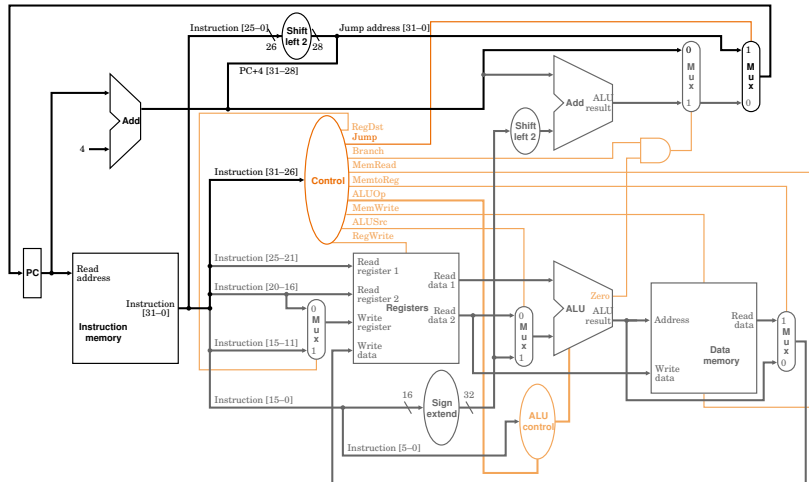 Instruction [25–0]
Shift
left 2
Jump address [31–0]
26
28
PC+4 [31–28]
Add
4
0
M
u
x
1
1
M
u
x
0
Add
ALU
result
Shift
left 2
RegDst
Jump
Branch
MemRead
MemtoReg
ALUOp
MemWrite
ALUSrc
RegWrite
Control
Instruction [31–26]
PC
Read
address
Instruction
[31–0]
Instruction
memory
Instruction [25–21]
Instruction [20–16]
Instruction [15–11]
0
M
u
x
1
Read
register 1
Read
register 2
Write
register
Write
data
Registers
Read
data 1
Read
data 2
0
M
u
x
1
Zero
ALU
ALU
result
Address
Write
data
Read
data
Data
memory
1
M
u
x
0
Instruction [15–0]
16
Sign
extend
32
ALU
control
Instruction [5–0]